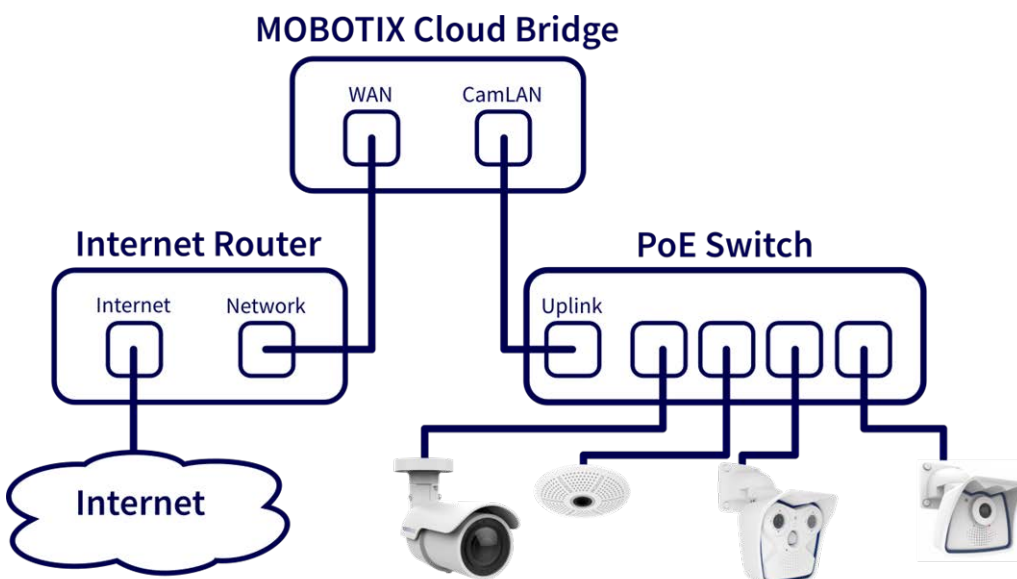 MOBOTIX Cloud Bridge
WAN CamLAN
Internet Router
Internet Network
PoE Switch
Uplink
Internet